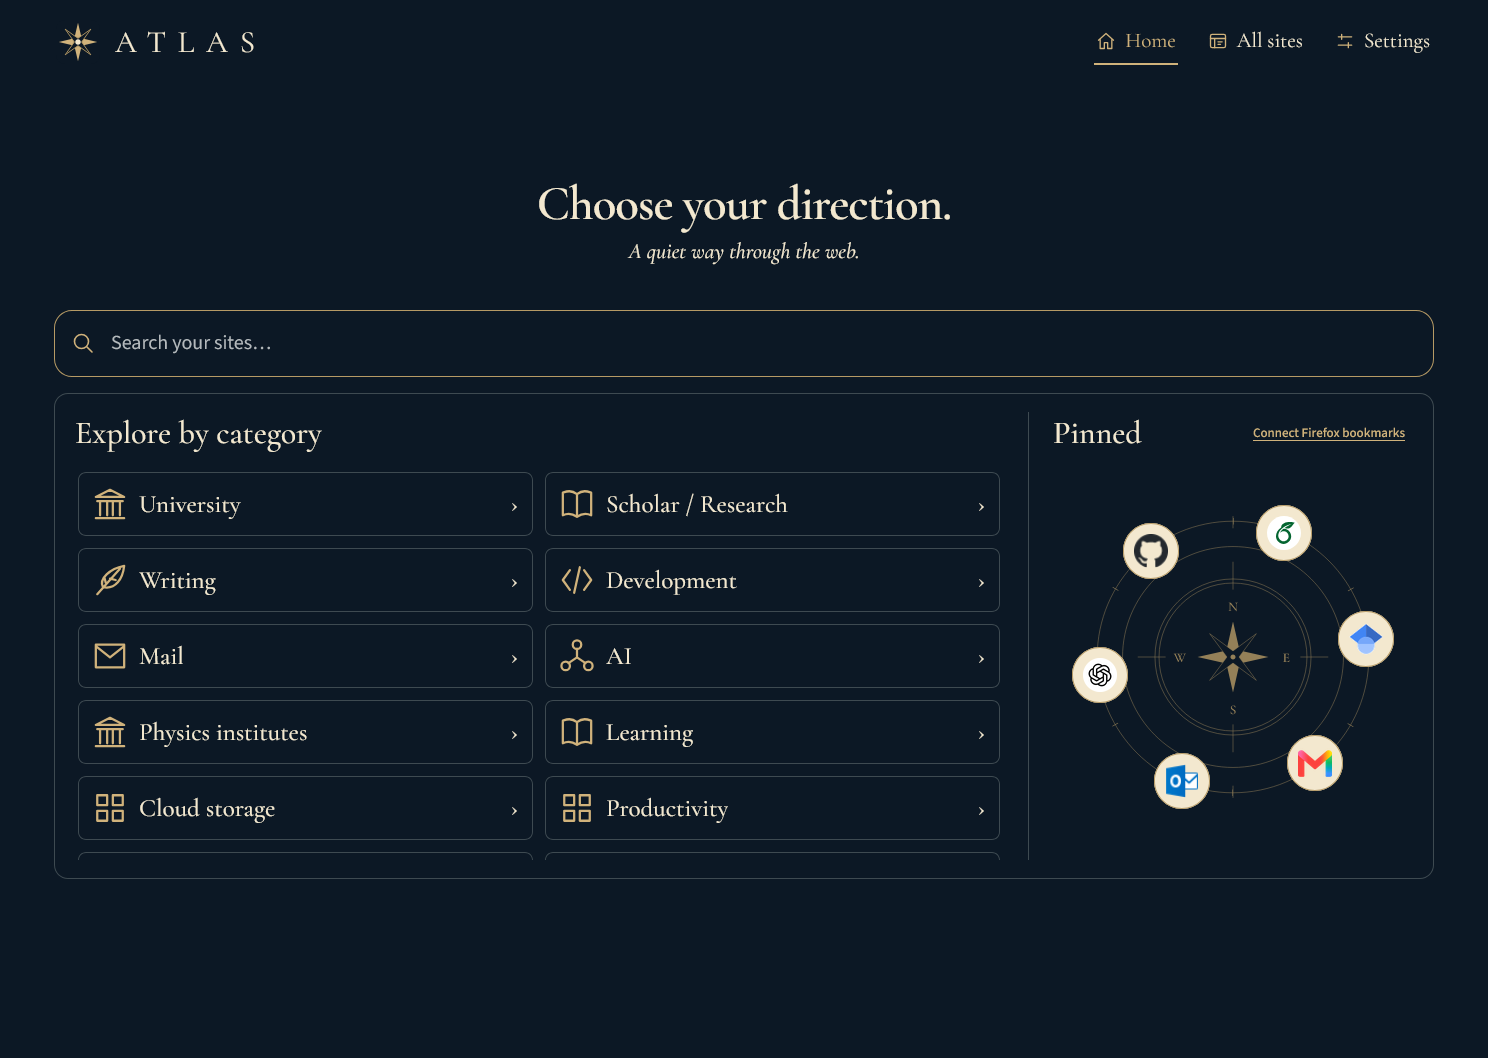 ATLAS
Home
All sites
Settings
Choose your direction.
A quiet way through the web.
Search your sites…
Explore by category
Pinned
Connect Firefox bookmarks
University ›
Scholar / Research ›
Writing ›
Development ›
Mail ›
AI ›
Physics institutes ›
Learning ›
Cloud storage ›
Productivity ›
N
W
E
S